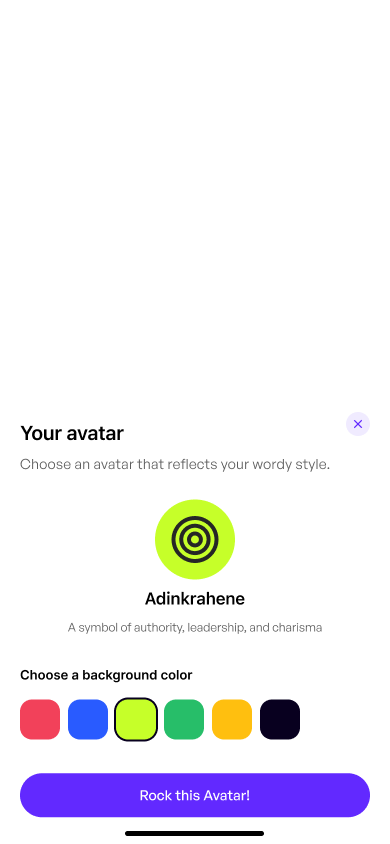 Your avatar
Choose an avatar that reflects your wordy style.
Adinkrahene
A symbol of authority, leadership, and charisma
Choose a background color
Rock this Avatar!